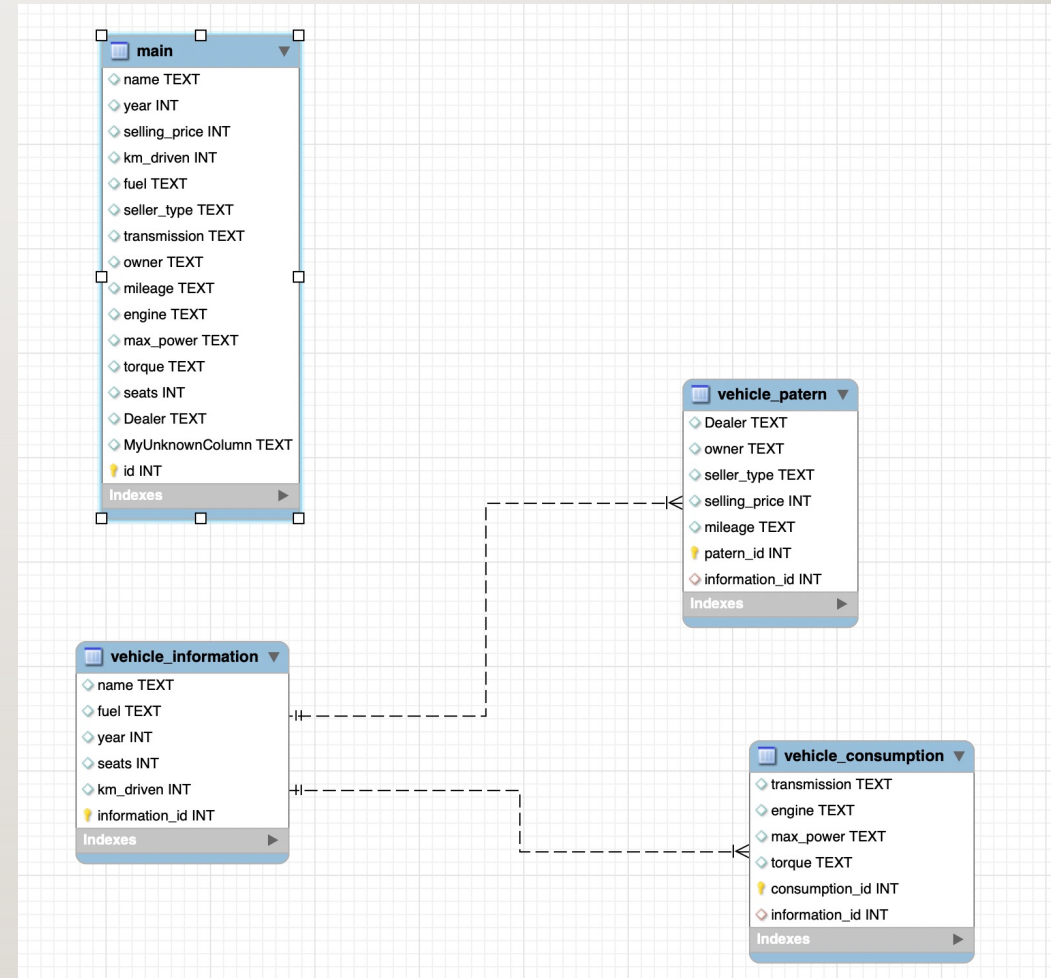 main
name TEXT
year INT
selling_price INT
km_driven INT
fuel TEXT
seller_type TEXT
transmission TEXT
owner TEXT
mileage TEXT
engine TEXT
max_power TEXT
torque TEXT
seats INT
Dealer TEXT
MyUnknownColumn TEXT
id INT
Indexes
vehicle_patern
Dealer TEXT
owner TEXT
seller_type TEXT
selling_price INT
mileage TEXT
patern_id INT
information_id INT
Indexes
vehicle_information
name TEXT
fuel TEXT
year INT
seats INT
km_driven INT
information_id INT
Indexes
vehicle_consumption
transmission TEXT
engine TEXT
max_power TEXT
torque TEXT
consumption_id INT
information_id INT
Indexes